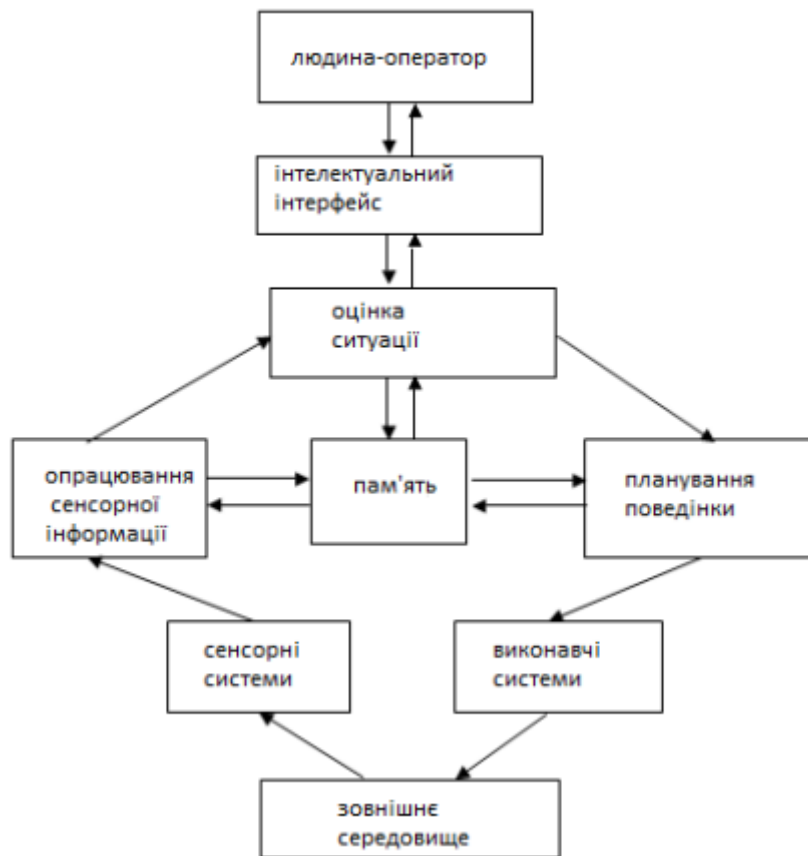 людина-оператор
інтелектуальний
інтерфейс
оцінка
ситуації
опрацювання
сенсорної
інформації
пам'ять
планування
поведінки
сенсорні
системи
виконавчі
системи
зовнішнє
середовище